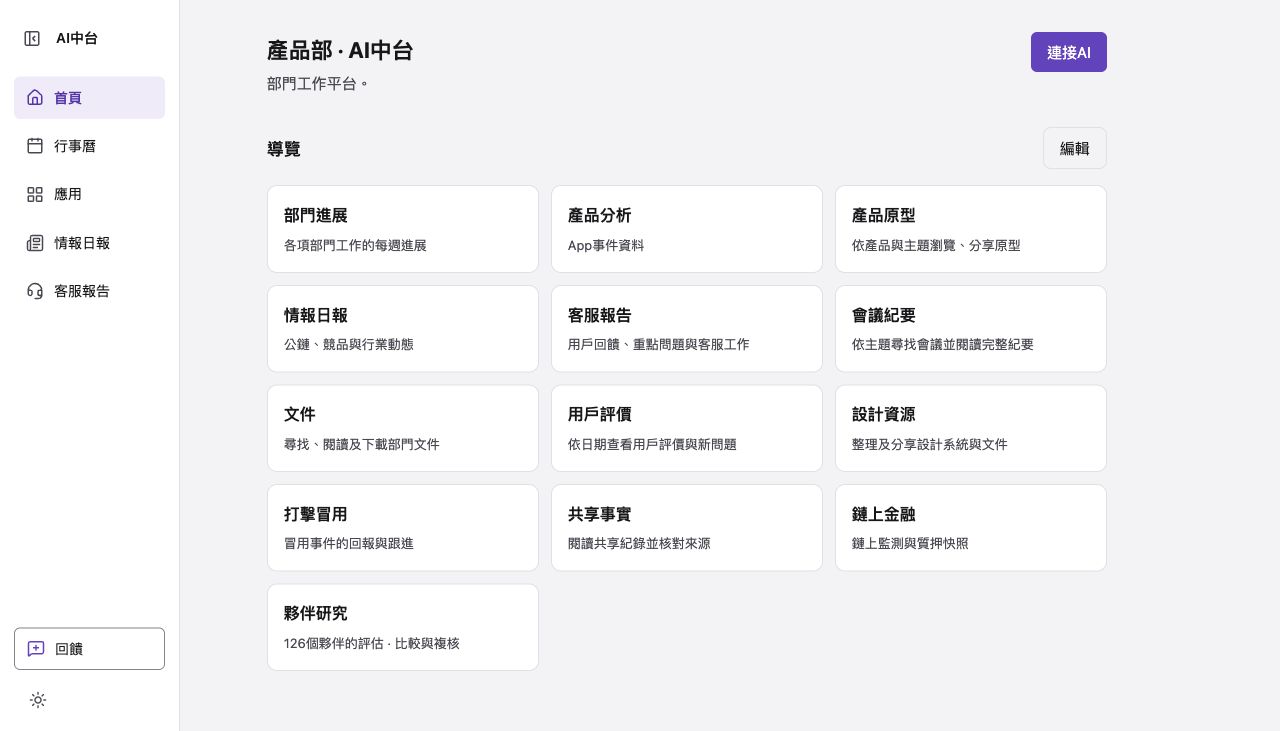 AI中台
首頁
行事曆
應用
情報日報
客服報告
回饋
產品部 · AI中台
部門工作平台。
連接AI
導覽
編輯
部門進展
各項部門工作的每週進展
產品分析
App事件資料
產品原型
依產品與主題瀏覽、分享原型
情報日報
公鏈、競品與行業動態
客服報告
用戶回饋、重點問題與客服工作
會議紀要
依主題尋找會議並閱讀完整紀要
文件
尋找、閱讀及下載部門文件
用戶評價
依日期查看用戶評價與新問題
設計資源
整理及分享設計系統與文件
打擊冒用
冒用事件的回報與跟進
共享事實
閱讀共享紀錄並核對來源
鏈上金融
鏈上監測與質押快照
夥伴研究
126個夥伴的評估 · 比較與複核